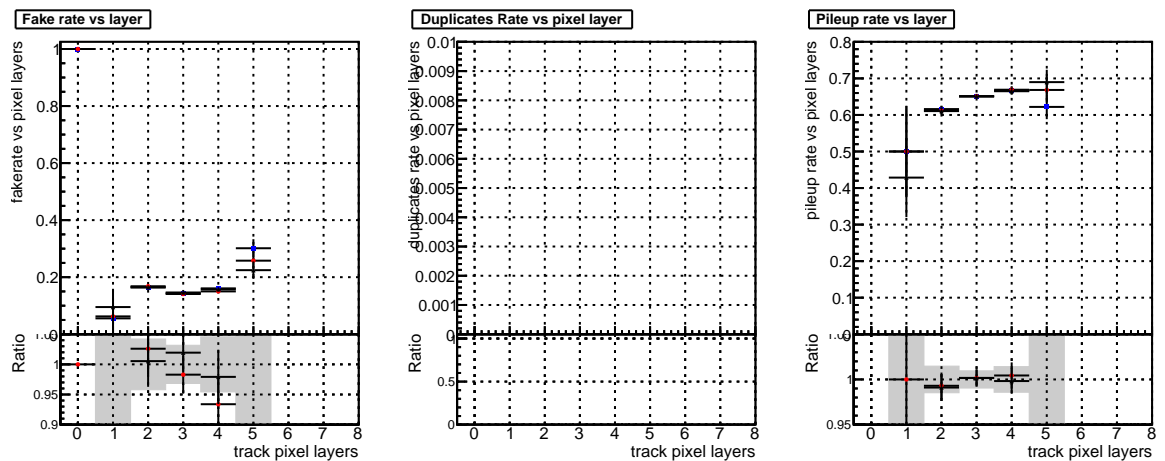 Fake rate vs layer
fakerate vs pixel layers
1
0.8
0.6
0.4
0.2
0
Ratio
1
0.95
0.9
0 1 2 3 4 5 6 7 8
track pixel layers
Duplicates Rate vs pixel layer
duplicates rate vs pixel layers
0.01
0.009
0.008
0.007
0.006
0.005
0.004
0.003
0.002
0.001
0
Ratio
1
0.5
0
0 1 2 3 4 5 6 7 8
track pixel layers
Pileup rate vs layer
pileup rate vs pixel layers
0.8
0.7
0.6
0.5
0.4
0.3
0.2
0.1
0
Ratio
1
0.95
0 1 2 3 4 5 6 7 8
track pixel layers